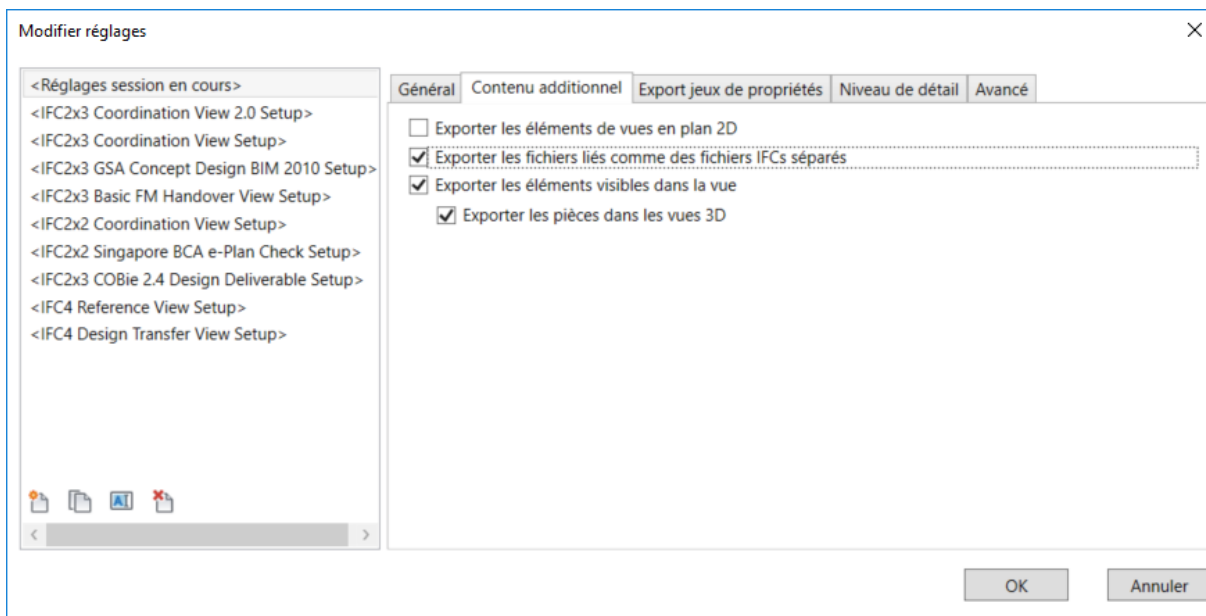 Modifier réglages
<Réglages session en cours>
<IFC2x3 Coordination View 2.0 Setup>
<IFC2x3 Coordination View Setup>
<IFC2x3 GSA Concept Design BIM 2010 Setup>
<IFC2x3 Basic FM Handover View Setup>
<IFC2x2 Coordination View Setup>
<IFC2x2 Singapore BCA e-Plan Check Setup>
<IFC2x3 COBie 2.4 Design Deliverable Setup>
<IFC4 Reference View Setup>
<IFC4 Design Transfer View Setup>
Général Contenu additionnel Export jeux de propriétés Niveau de détail Avancé
Exporter les éléments de vues en plan 2D
Exporter les fichiers liés comme des fichiers IFCs séparés
Exporter les éléments visibles dans la vue
Exporter les pièces dans les vues 3D
OK Annuler